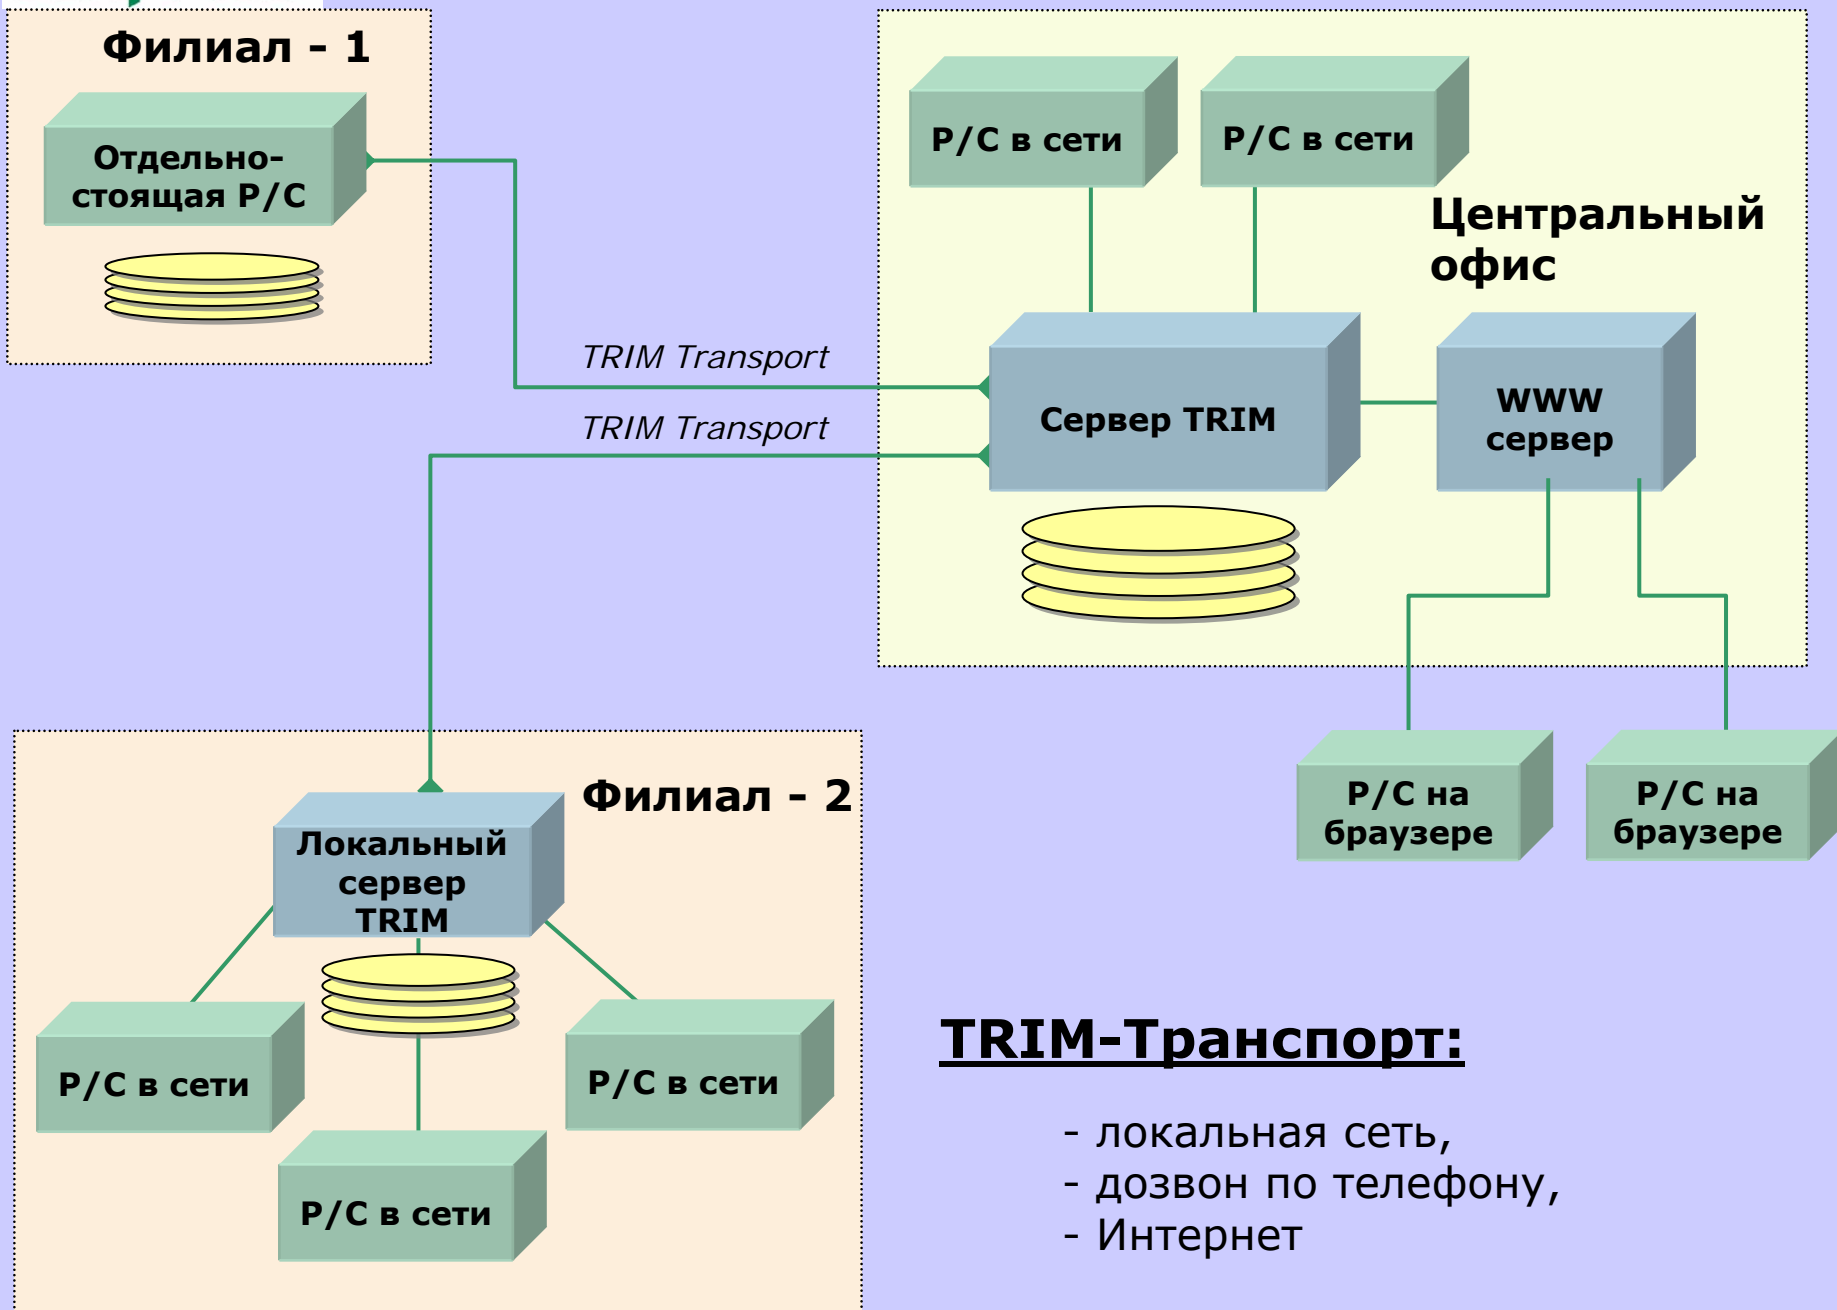 Филиал - 1
Отдельно-
стоящая Р/С
Р/С в сети
Р/С в сети
Центральный
офис
TRIM Transport
TRIM Transport
Сервер TRIM
WWW
сервер
Р/С на
браузере
Р/С на
браузере
Филиал - 2
Локальный
сервер
TRIM
Р/С в сети
Р/С в сети
Р/С в сети
TRIM-Транспорт:
- локальная сеть,
- дозвон по телефону,
- Интернет